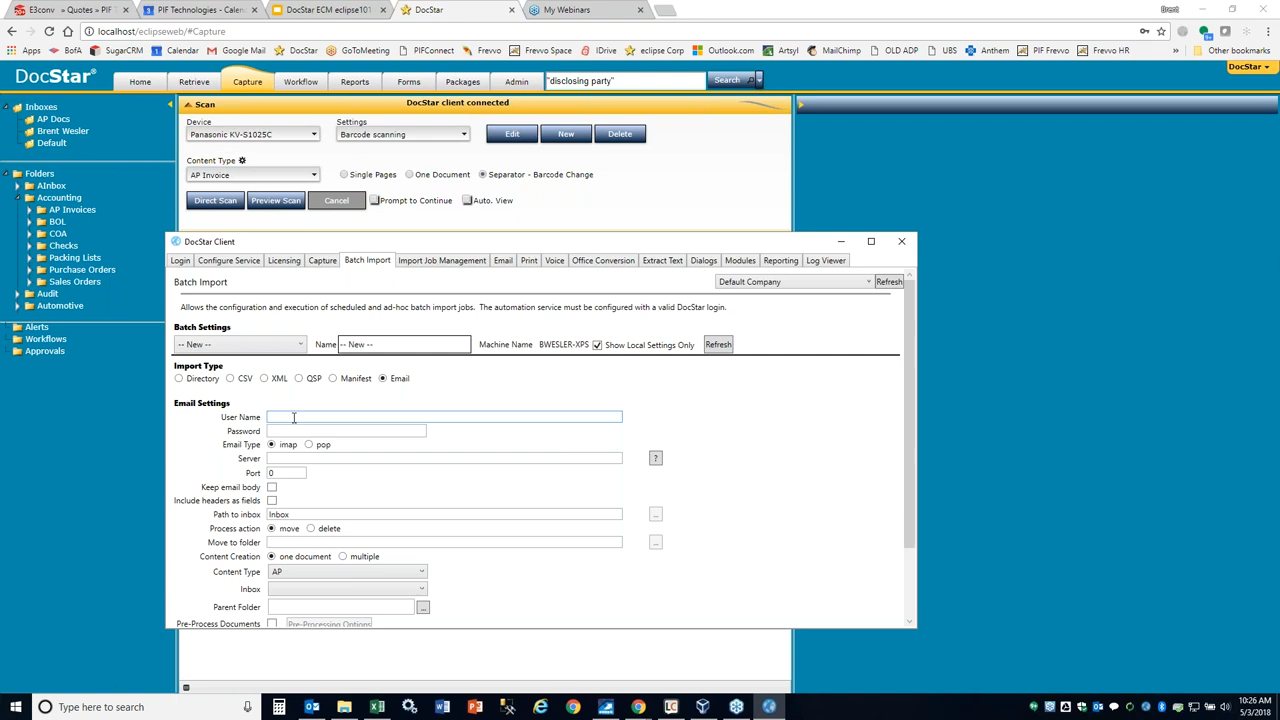 E3conv » Quotes » PIF T
PIF Technologies - Calend
DocStar ECM eclipse101
DocStar
My Webinars
Brent
localhost/eclipseweb/#Capture
Apps BofA SugarCRM Calendar Google Mail DocStar GoToMeeting PIFConnect Frevvo Frevvo Space IDrive eclipse Corp Outlook.com Artsyl MailChimp OLD ADP UBS Anthem PIF Frevvo Frevvo HR Other bookmarks
DocStar
DocStar®
Home Retrieve Capture Workflow Reports Forms Packages Admin "disclosing party" Search
Inboxes
AP Docs
Brent Wesler
Default
Folders
AInbox
Accounting
AP Invoices
BOL
COA
Checks
Packing Lists
Purchase Orders
Sales Orders
Audit
Automotive
Alerts
Workflows
Approvals
Scan DocStar client connected
Device Settings
Panasonic KV-S1025C Barcode scanning Edit New Delete
Content Type
AP Invoice Single Pages One Document Separator - Barcode Change
Direct Scan Preview Scan Cancel Prompt to Continue Auto. View
DocStar Client
Login Configure Service Licensing Capture Batch Import Import Job Management Email Print Voice Office Conversion Extract Text Dialogs Modules Reporting Log Viewer
Batch Import Default Company Refresh
Allows the configuration and execution of scheduled and ad-hoc batch import jobs. The automation service must be configured with a valid DocStar login.
Batch Settings
-- New -- Name -- New -- Machine Name BWESLER-XPS Show Local Settings Only Refresh
Import Type
Directory CSV XML QSP Manifest Email
Email Settings
User Name
Password
Email Type imap pop
Server ?
Port 0
Keep email body
Include headers as fields
Path to inbox Inbox ...
Process action move delete
Move to folder ...
Content Creation one document multiple
Content Type AP
Inbox
Parent Folder ...
Pre-Process Documents Pre-Processing Options
Type here to search
10:26 AM
5/3/2018